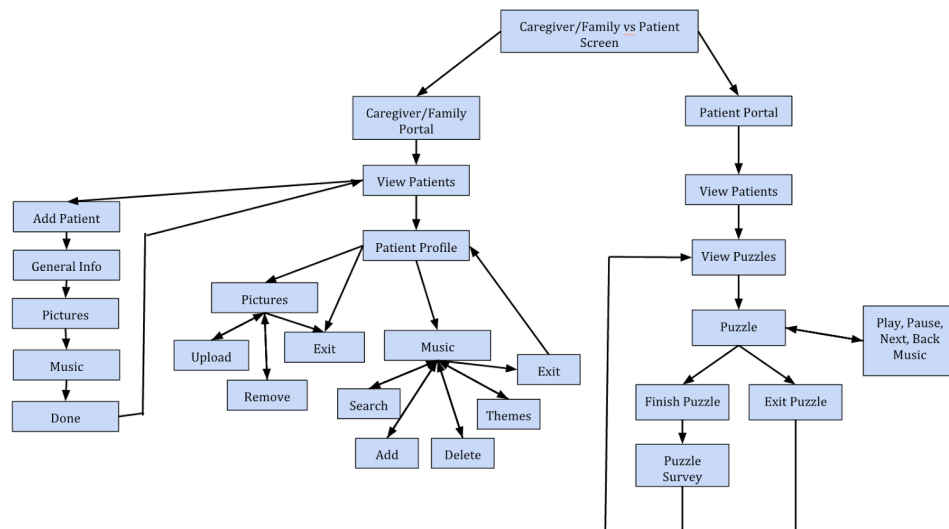 Caregiver/Family vs Patient
Screen
Caregiver/Family
Portal
Patient Portal
View Patients
View Patients
Add Patient
General Info
Pictures
Music
Done
Patient Profile
View Puzzles
Pictures
Upload
Exit
Remove
Music
Exit
Search
Themes
Add
Delete
Puzzle
Play, Pause,
Next, Back
Music
Finish Puzzle
Exit Puzzle
Puzzle
Survey